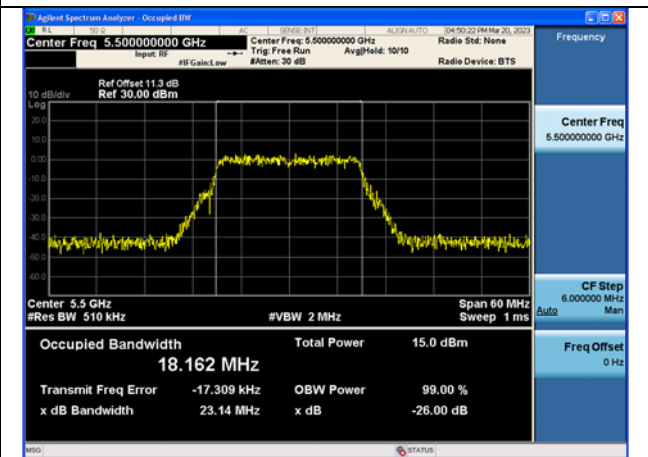 Agilent Spectrum Analyzer - Occupied BW
RL 50 Ω AC SENSE:INT ALIGN AUTO 04:50:22 PM Mar 20, 2023
Center Freq 5.500000000 GHz
Input: RF
#IFGain:Low
Center Freq: 5.500000000 GHz
Trig: Free Run Avg|Hold: 10/10
#Atten: 30 dB
Radio Std: None
Radio Device: BTS
Frequency
Ref Offset 11.3 dB
10 dB/div Ref 30.00 dBm
Log
20.0
10.0
0.00
-10.0
-20.0
-30.0
-40.0
-50.0
-60.0
Center Freq
5.500000000 GHz
Center 5.5 GHz Span 60 MHz
#Res BW 510 kHz #VBW 2 MHz Sweep 1 ms
CF Step
6.000000 MHz
Auto Man
Occupied Bandwidth Total Power 15.0 dBm
18.162 MHz
Transmit Freq Error -17.309 kHz OBW Power 99.00 %
x dB Bandwidth 23.14 MHz x dB -26.00 dB
Freq Offset
0 Hz
MSG STATUS